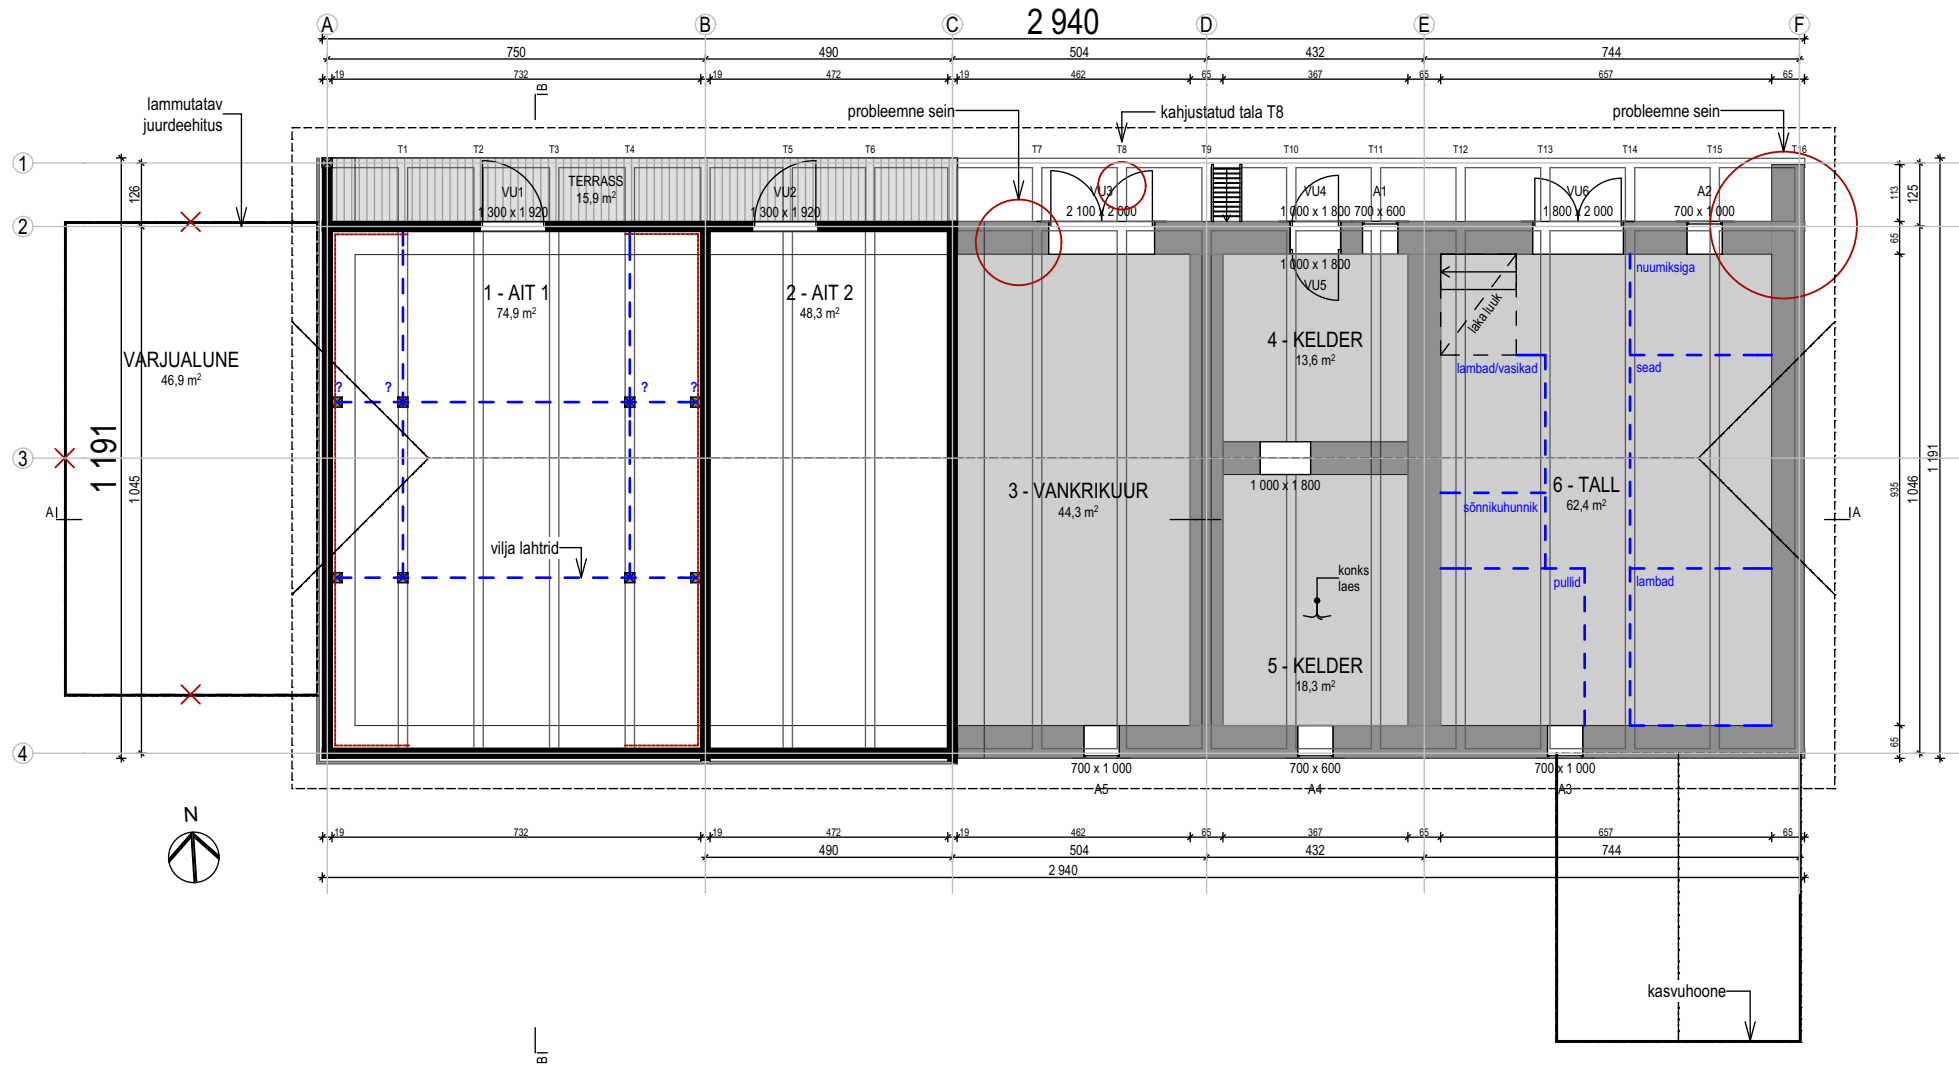 A B C D E F
2 940
750 490 504 432 744
19 732 19 472 19 462 65 367 65 657 65
B
lammutatav
juurdeehitus
probleemne sein
kahjustatud tala T8
probleemne sein
T1 T2 T3 T4 T5 T6 T7 T8 T9 T10 T11 T12 T13 T14 T15 T16
1
2
3
4
126
1 045
1 191
TERRASS
15,9 m²
VU1
1 300 x 1 920
VU2
1 300 x 1 920
VU3
2 100 x 2 000
VU4
1 000 x 1 800
A1
700 x 600
VU6
1 800 x 2 000
A2
700 x 1 000
1 000 x 1 800
VU5
113
125
65
935
1 046
1 191
65
1 - AIT 1
74,9 m²
2 - AIT 2
48,3 m²
4 - KELDER
13,6 m²
laka luuk
nuumiksiga
lambad/vasikad
sead
VARJUALUNE
46,9 m²
? ? ? ?
3 - VANKRIKUUR
44,3 m²
1 000 x 1 800
6 - TALL
62,4 m²
sõnnikuhunnik
A
A
vilja lahtrid
konks
laes
pullid
lambad
5 - KELDER
18,3 m²
700 x 1 000
A5
700 x 600
A4
700 x 1 000
A3
N
19 732 19 472 19 462 65 367 65 657 65
490 504 432 744
2 940
kasvuhoone
B